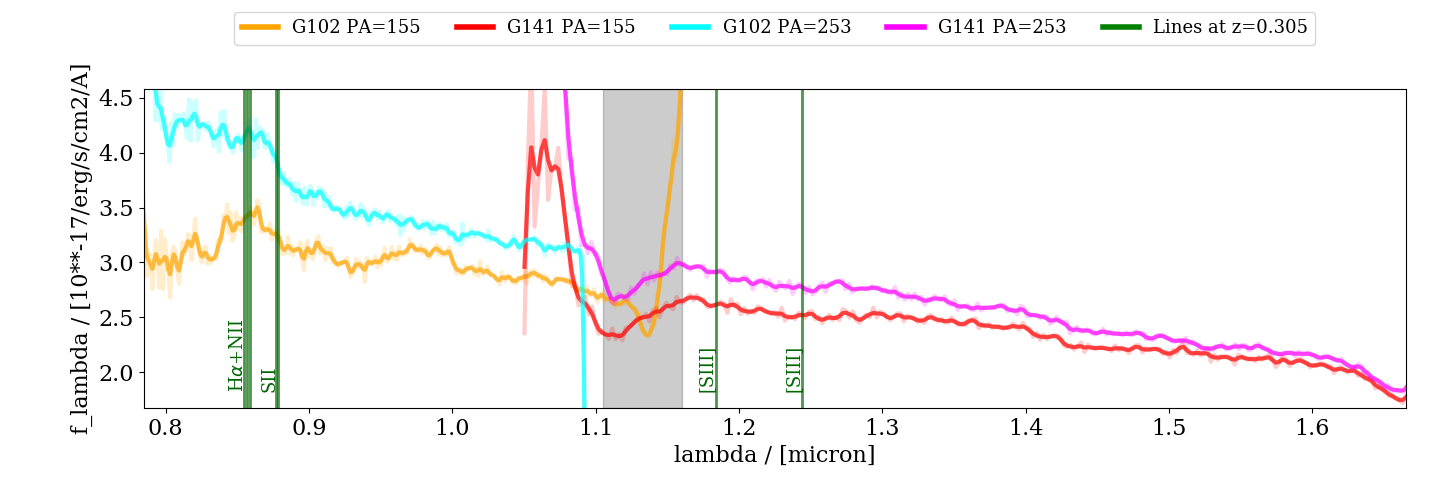 G102 PA=155 G141 PA=155 G102 PA=253 G141 PA=253 Lines at z=0.305
f_lambda / [10**-17/erg/s/cm2/A]
4.5
4.0
3.5
3.0
2.5
2.0
Hα+NII
SII
[SIII]
[SIII]
0.8 0.9 1.0 1.1 1.2 1.3 1.4 1.5 1.6
lambda / [micron]